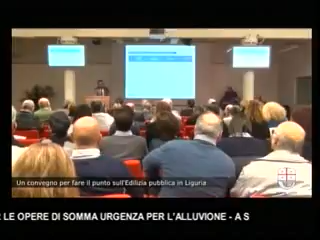 Un convegno per fare il punto sull'Edilizia pubblica in Liguria
LE OPERE DI SOMMA URGENZA PER L'ALLUVIONE - A S